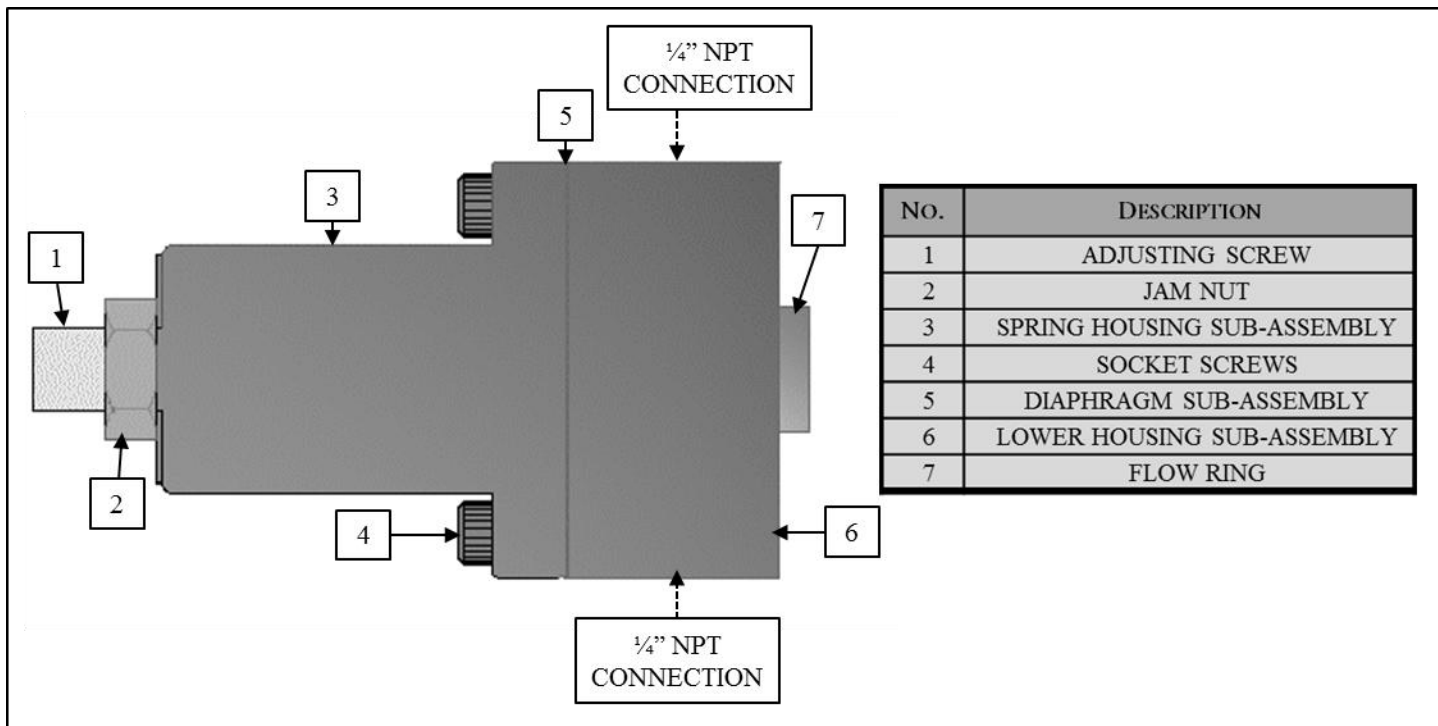 ¼” NPT
CONNECTION
5
3
7
1
2
4
6
¼” NPT
CONNECTION
NO. DESCRIPTION
1 ADJUSTING SCREW
2 JAM NUT
3 SPRING HOUSING SUB-ASSEMBLY
4 SOCKET SCREWS
5 DIAPHRAGM SUB-ASSEMBLY
6 LOWER HOUSING SUB-ASSEMBLY
7 FLOW RING